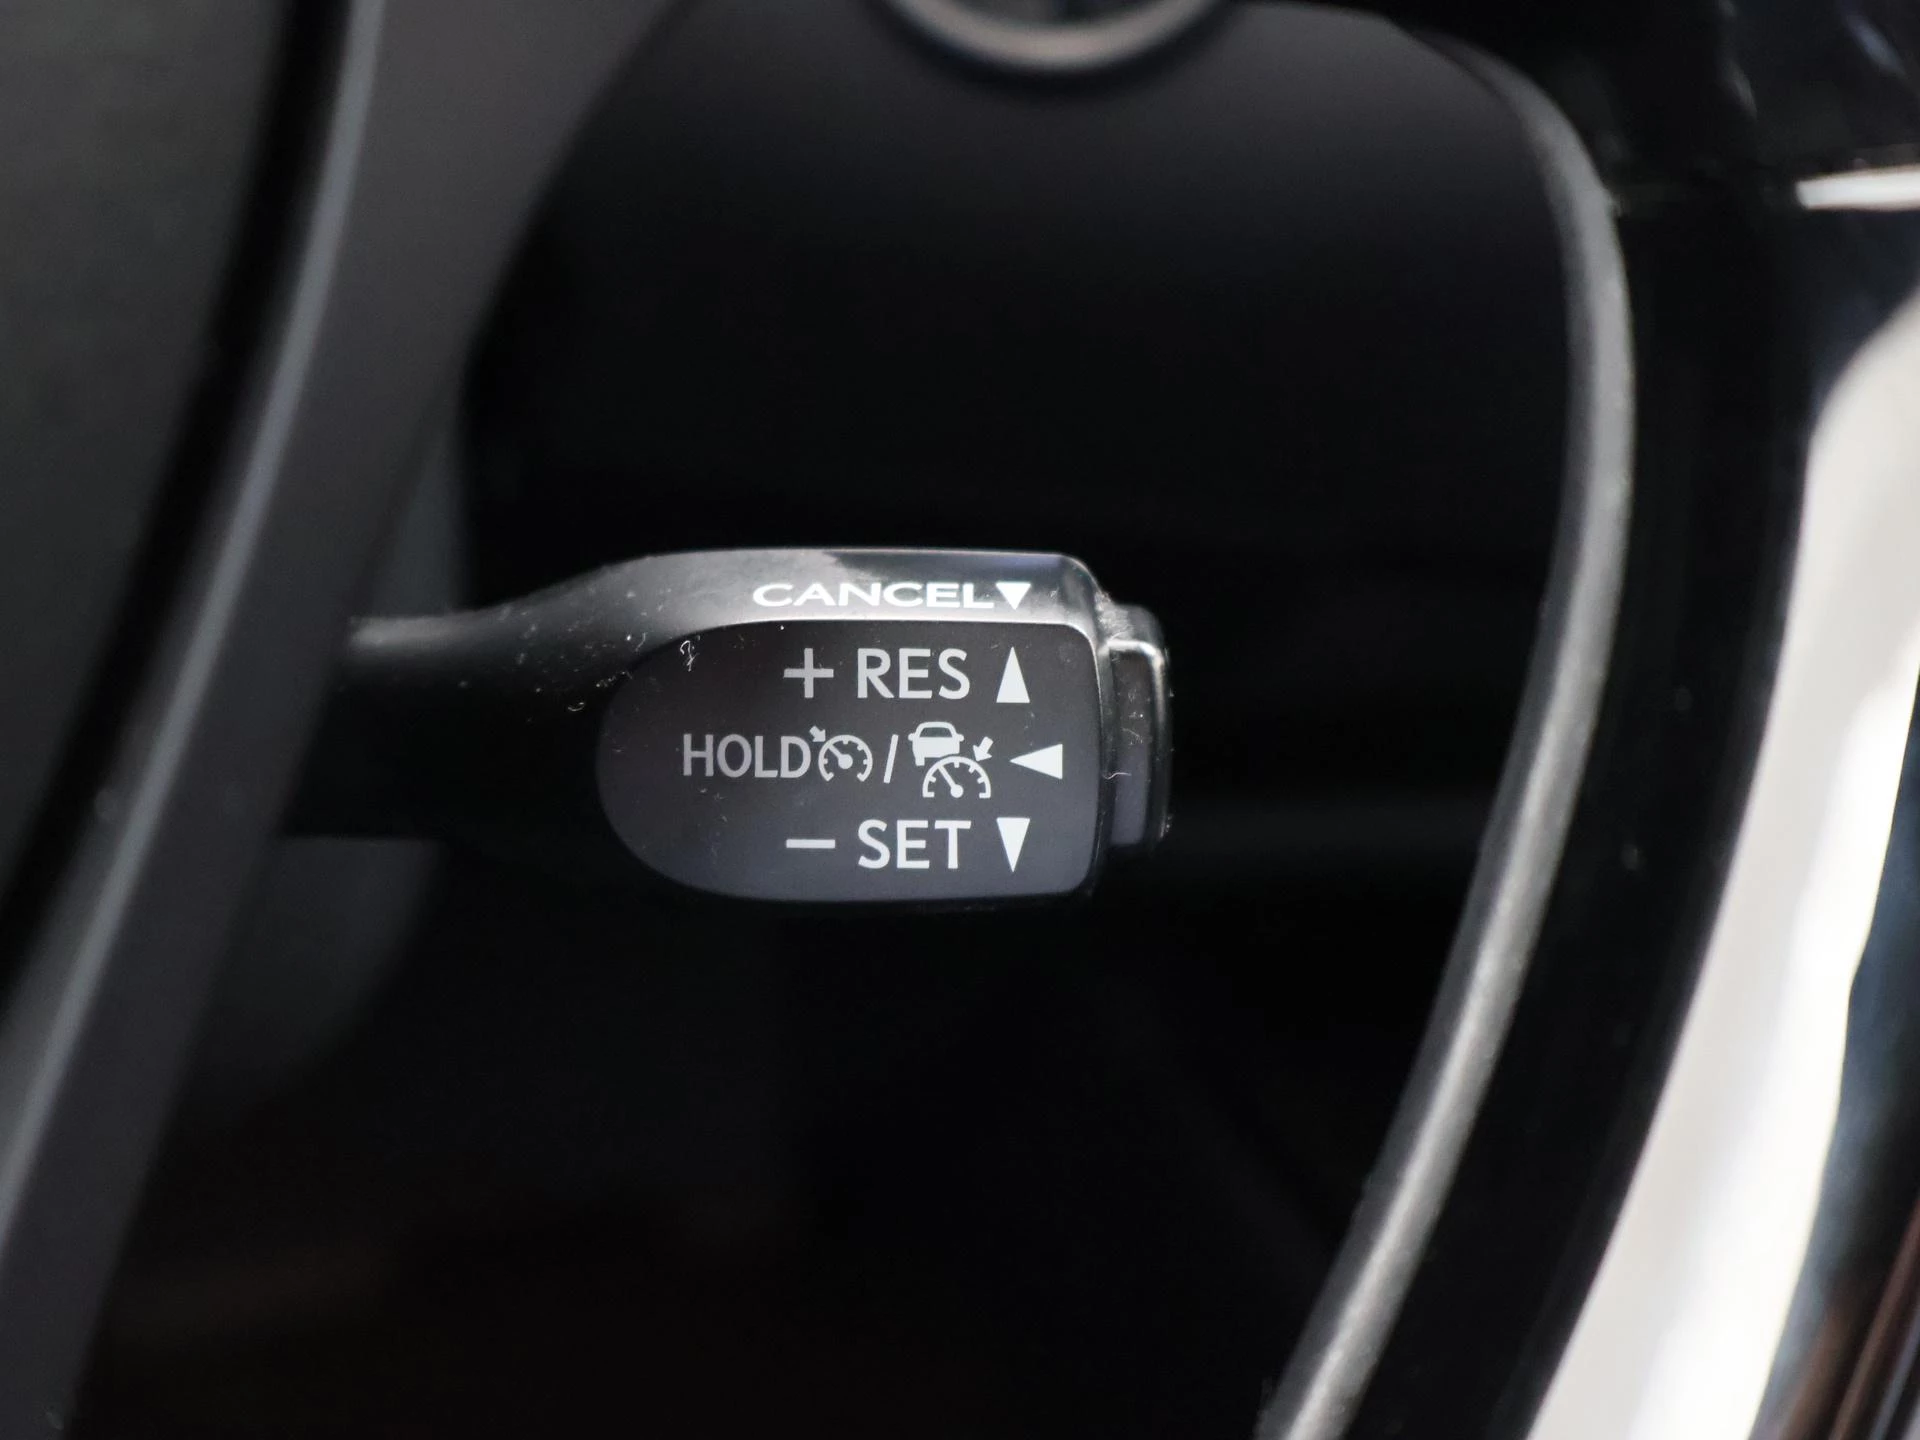 CANCEL▼
+ RES ▲
HOLD / ◀
− SET ▼